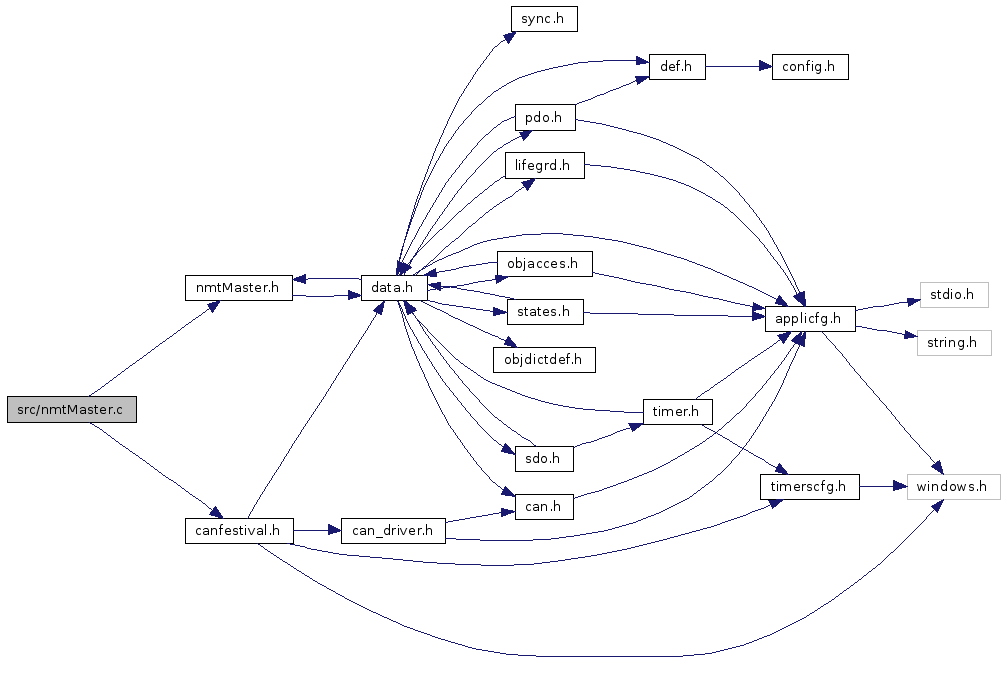 sync.h
def.h
config.h
pdo.h
lifegrd.h
objacces.h
nmtMaster.h
data.h
stdio.h
states.h
applicfg.h
string.h
objdictdef.h
src/nmtMaster.c
timer.h
sdo.h
timerscfg.h
windows.h
can.h
canfestival.h
can_driver.h